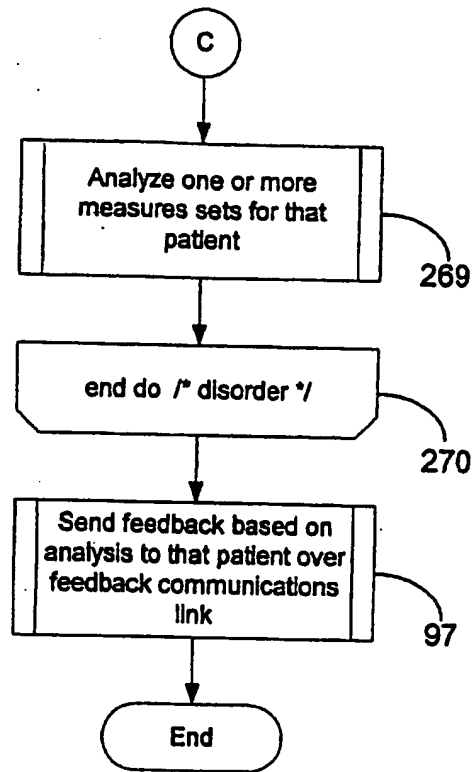 C
Analyze one or more
measures sets for that
patient
269
end do /* disorder */
270
Send feedback based on
analysis to that patient over
feedback communications
link
97
End